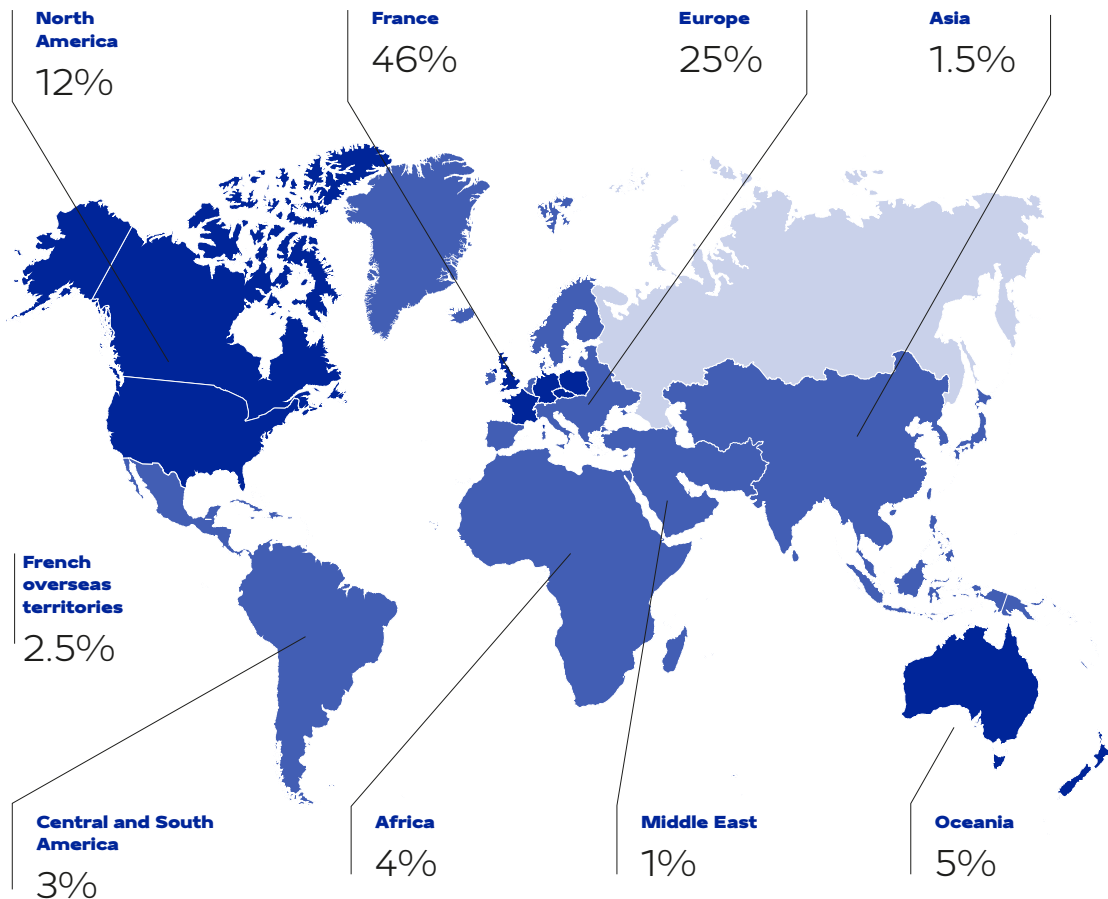 North
America
12%
France
46%
Europe
25%
Asia
1.5%
French
overseas
territories
2.5%
Central and South
America
3%
Africa
4%
Middle East
1%
Oceania
5%